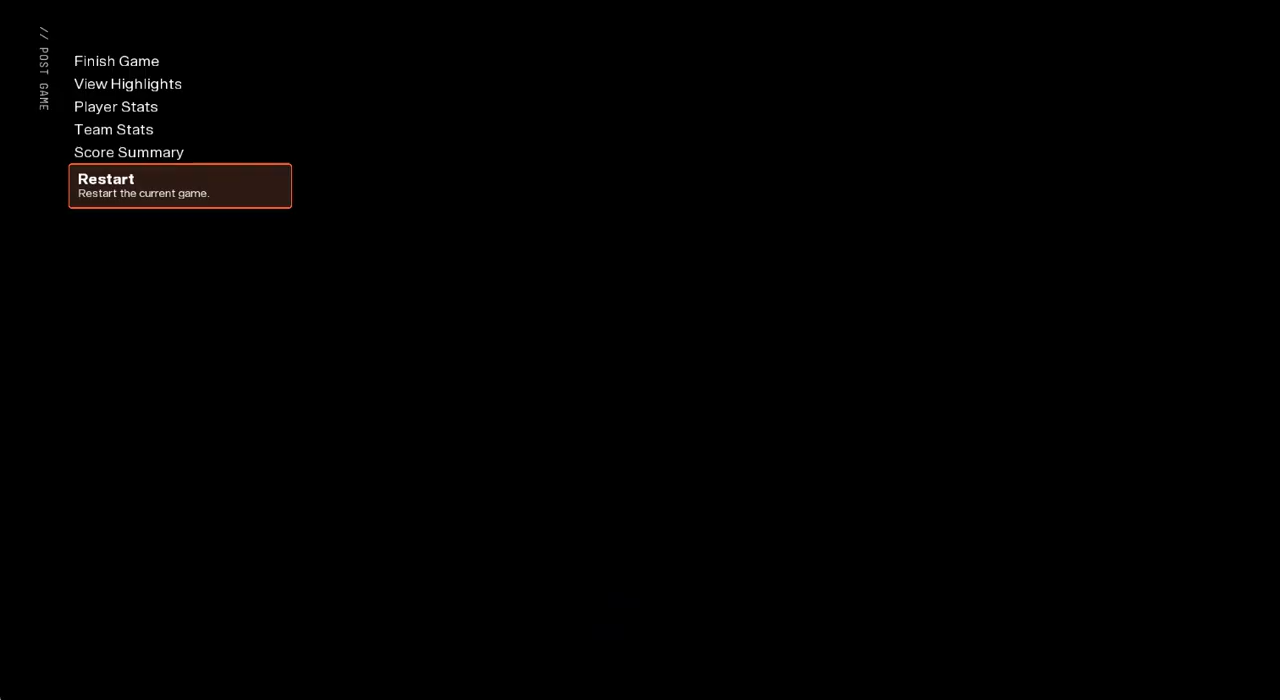 // POST GAME
Finish Game
View Highlights
Player Stats
Team Stats
Score Summary
Restart
Restart the current game.